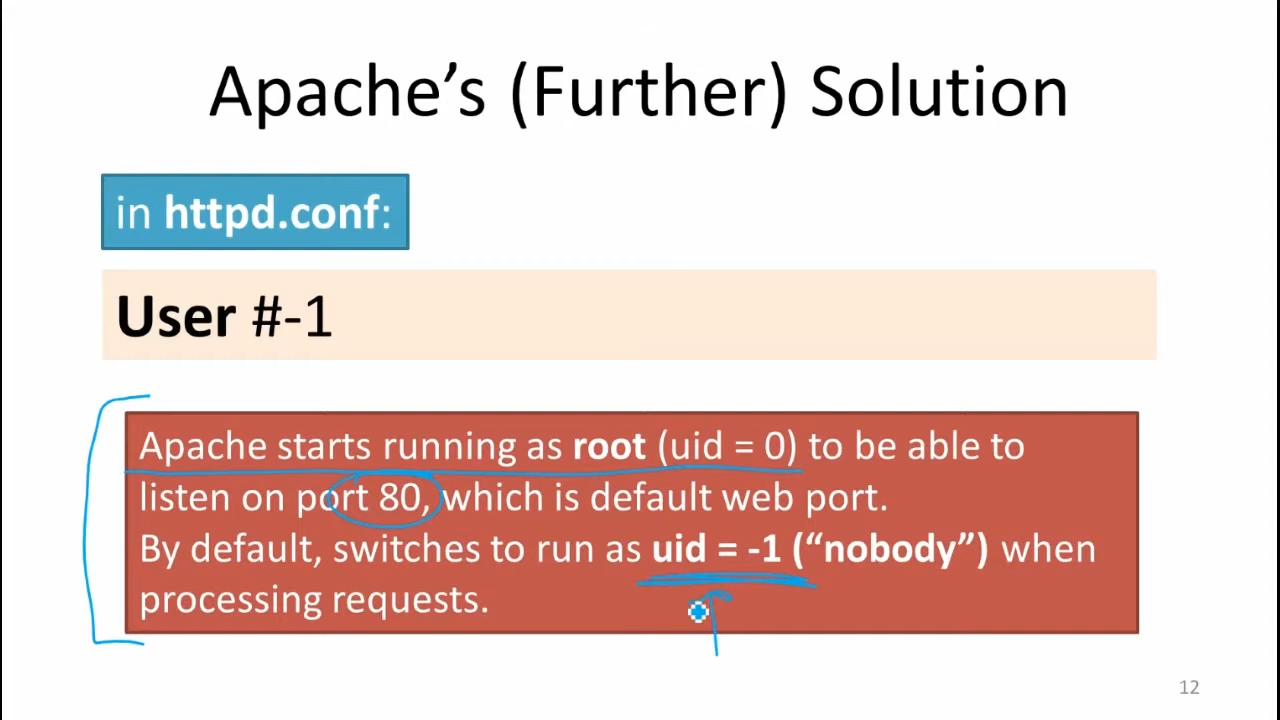 Apache’s (Further) Solution
in httpd.conf:
User #-1
Apache starts running as root (uid = 0) to be able to
listen on port 80, which is default web port.
By default, switches to run as uid = -1 (“nobody”) when
processing requests.
12